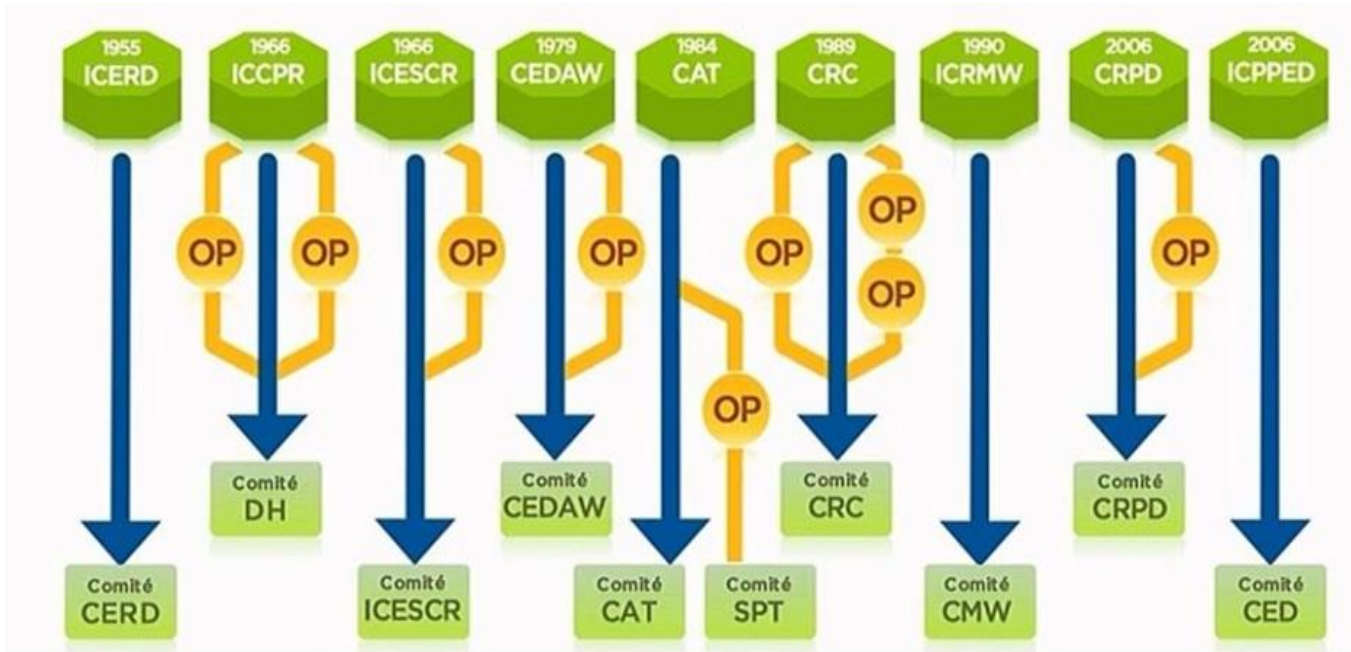 1955
ICERD
1966
ICCPR
1966
ICESCR
1979
CEDAW
1984
CAT
1989
CRC
1990
ICRMW
2006
CRPD
2006
ICPPED
OP
OP
OP
OP
OP
OP
OP
OP
OP
Comité
DH
Comité
CEDAW
Comité
CRC
Comité
CRPD
Comité
CERD
Comité
ICESCR
Comité
CAT
Comité
SPT
Comité
CMW
Comité
CED